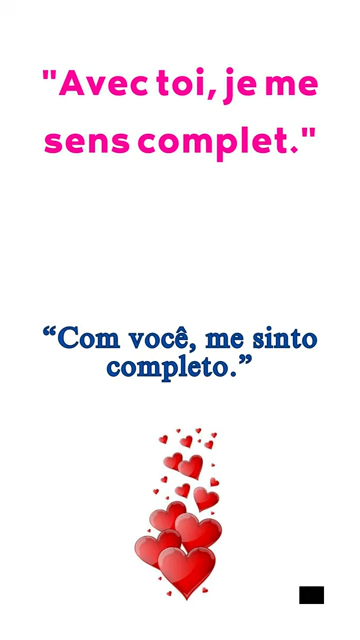 "Avec toi, je me
sens complet."
“Com você, me sinto
completo.”